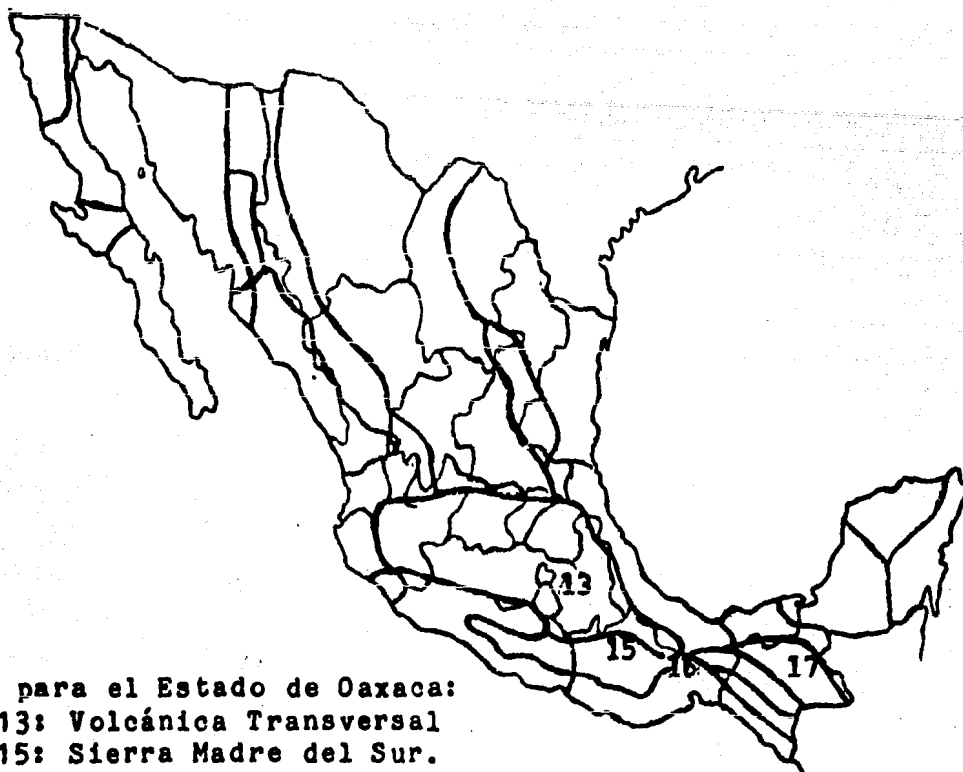 13
15
16
17
para el Estado de Oaxaca:
13: Volcánica Transversal
15: Sierra Madre del Sur.